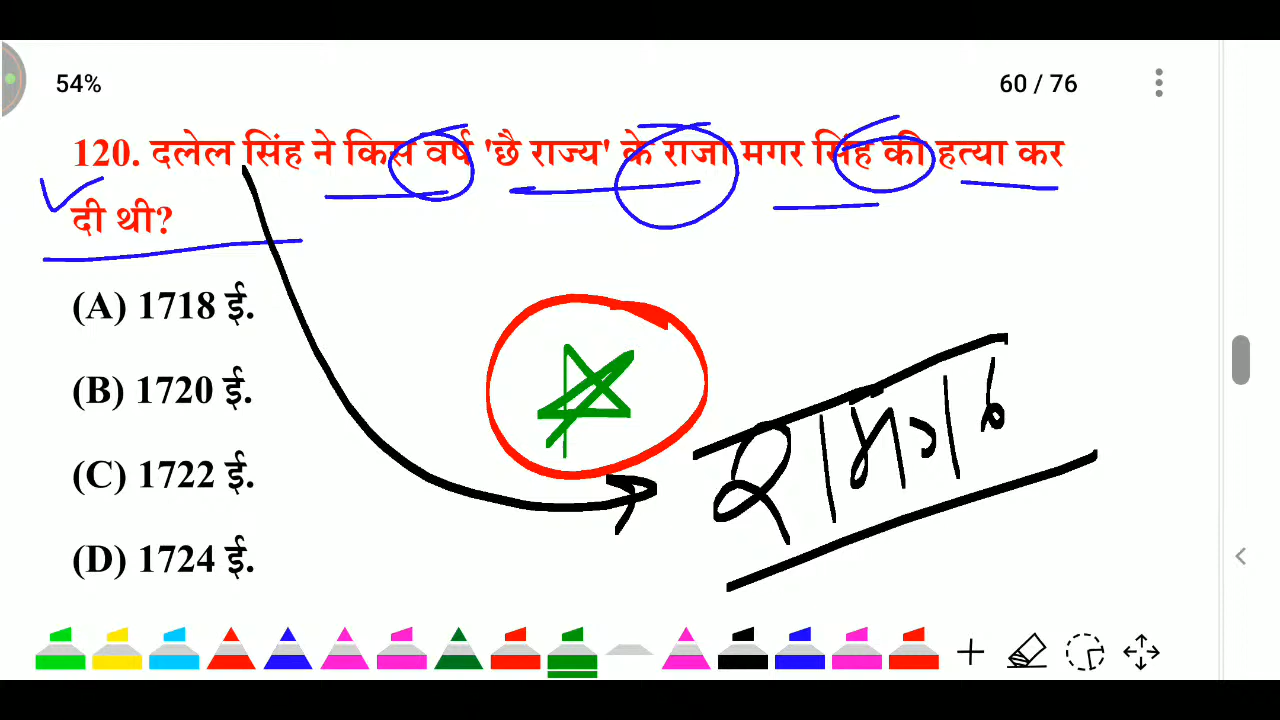 54%
60 / 76
120. दलेल सिंह ने किस वर्ष 'छै राज्य' के राजा मगर सिंह की हत्या कर
दी थी?
(A) 1718 ई.
(B) 1720 ई.
(C) 1722 ई.
(D) 1724 ई.